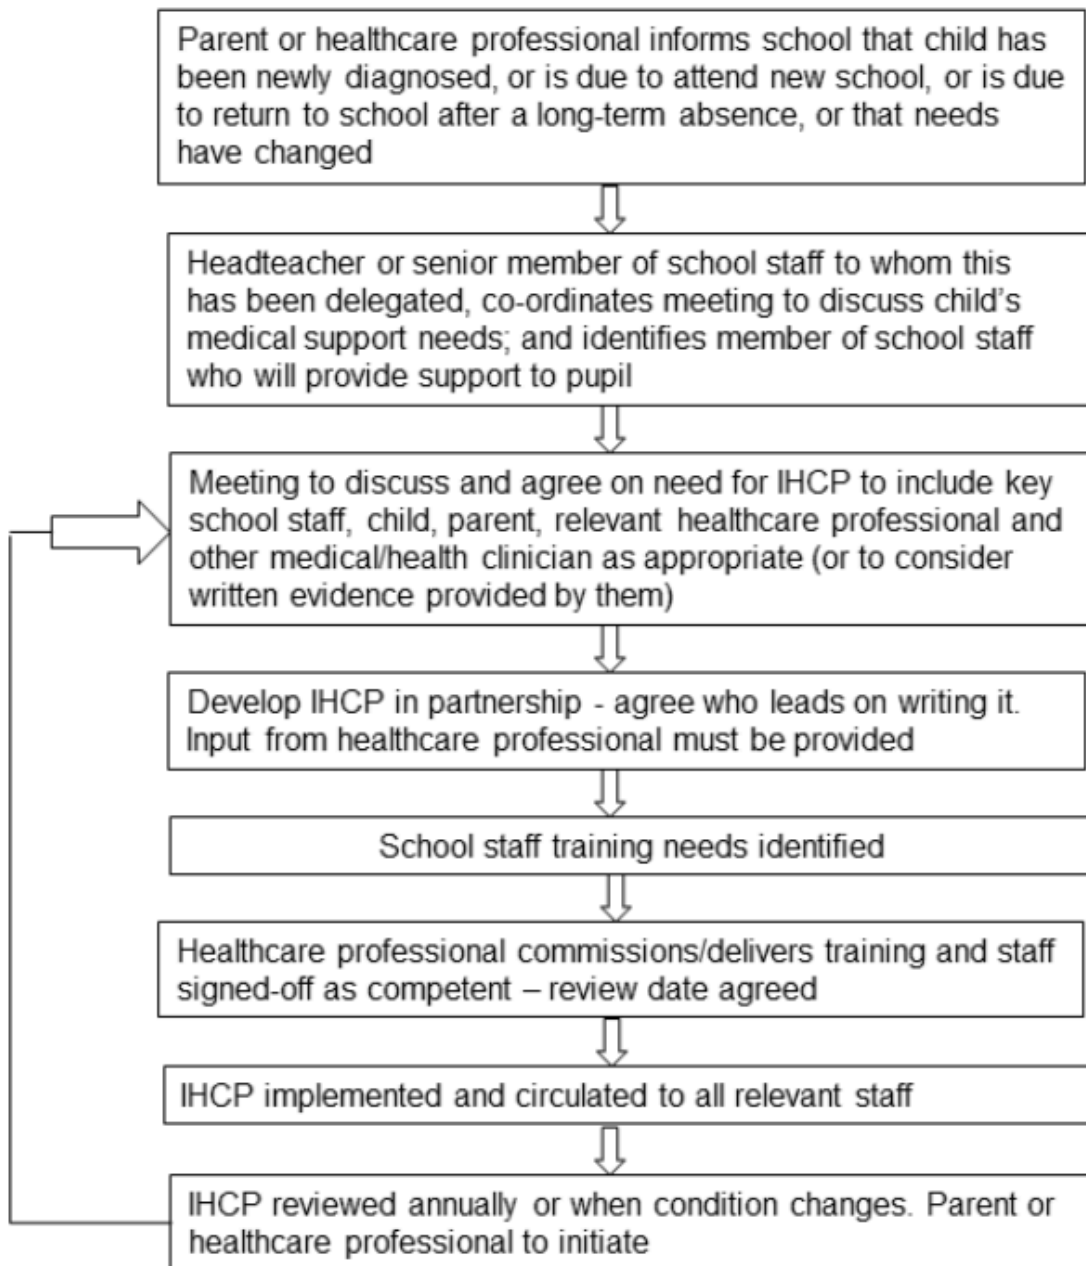 Parent or healthcare professional informs school that child has
been newly diagnosed, or is due to attend new school, or is due
to return to school after a long-term absence, or that needs
have changed
Headteacher or senior member of school staff to whom this
has been delegated, co-ordinates meeting to discuss child's
medical support needs; and identifies member of school staff
who will provide support to pupil
Meeting to discuss and agree on need for IHCP to include key
school staff, child, parent, relevant healthcare professional and
other medical/health clinician as appropriate (or to consider
written evidence provided by them)
Develop IHCP in partnership - agree who leads on writing it.
Input from healthcare professional must be provided
School staff training needs identified
Healthcare professional commissions/delivers training and staff
signed-off as competent – review date agreed
IHCP implemented and circulated to all relevant staff
IHCP reviewed annually or when condition changes. Parent or
healthcare professional to initiate